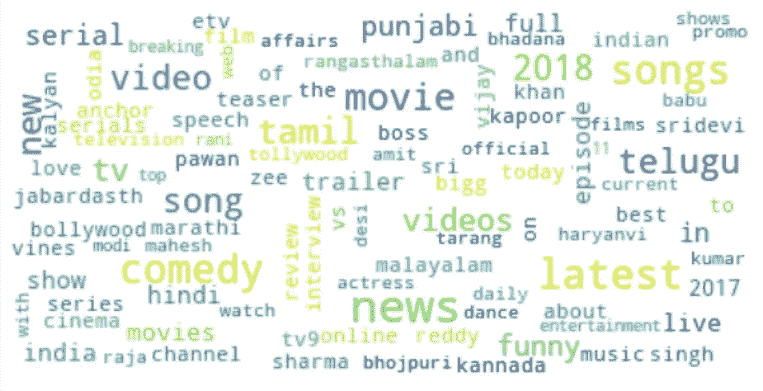 etv
shows
serial
film
affairs
punjabi
full
promo
breaking
web
bhadana
indian
odia
video
of
rangasthalam
and
2018
songs
new
kalyan
teaser
the
movie
vijay
khan
babu
anchor
serials
speech
tamil
boss
kapoor
episode
films
sridevi
television
rani
tollywood
amit
official
11
telugu
love
tv
top
pawan
zee
trailer
sri
bigg
today
current
jabardasth
song
vs
desi
videos
on
best
to
bollywood
marathi
tarang
haryanvi
in
vines
modi
mahesh
review
interview
malayalam
kumar
show
comedy
hindi
actress
latest
2017
with
series
watch
news
daily
dance
about
cinema
movies
tv9
online
reddy
entertainment
live
india
raja
channel
funny
music
singh
sharma
bhojpuri
kannada